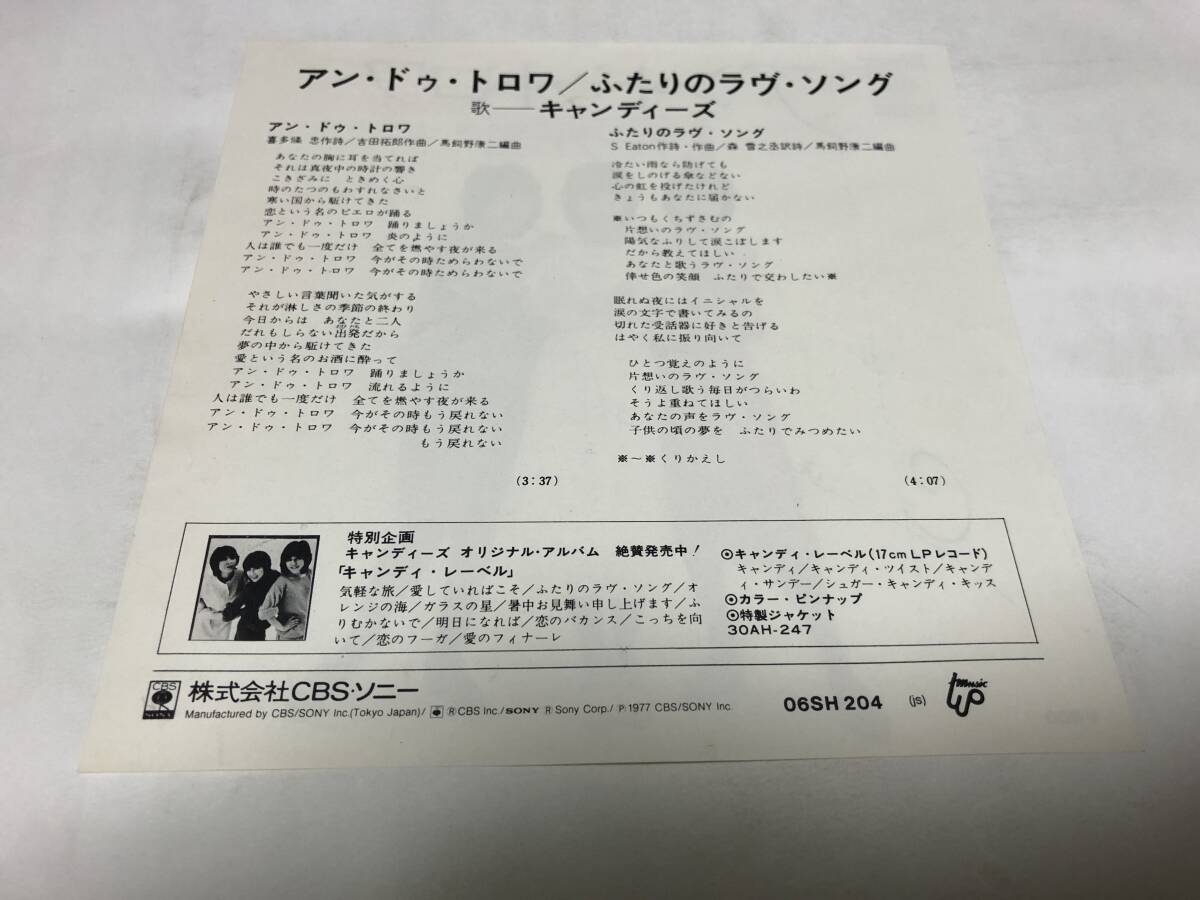 アン・ドゥ・トロワ／ふたりのラヴ・ソング
歌──キャンディーズ
アン・ドゥ・トロワ
喜多條 忠作詩／吉田拓郎作曲／馬飼野康二編曲
あなたの胸に耳を当てれば
それは真夜中の時計の響き
こきざみに　ときめく心
時のたつのもわすれなさいと
寒い国から駆けてきた
恋という名のピエロが踊る
アン・ドゥ・トロワ　踊りましょうか
アン・ドゥ・トロワ　炎のように
人は誰でも一度だけ　全てを燃やす夜が来る
アン・ドゥ・トロワ　今がその時ためらわないで
アン・ドゥ・トロワ　今がその時ためらわないで
やさしい言葉聞いた気がする
それが淋しさの季節の終わり
今日からは　あなたと二人
だれもしらない出発だから
夢の中から駆けてきた
愛という名のお酒に酔って
アン・ドゥ・トロワ　踊りましょうか
アン・ドゥ・トロワ　流れるように
人は誰でも一度だけ　全てを燃やす夜が来る
アン・ドゥ・トロワ　今がその時もう戻れない
アン・ドゥ・トロワ　今がその時もう戻れない
もう戻れない
(3:37)
ふたりのラヴ・ソング
S Eaton作詩・作曲／森 雪之丞訳詩／馬飼野康二編曲
冷たい雨なら防げても
涙をしのげる傘などない
心の虹を投げたけれど
きょうもあなたに届かない
※いつもくちずさむの
片想いのラヴ・ソング
陽気なふりして涙こぼします
だから教えてほしい
あなたと歌うラヴ・ソング
倖せ色の笑顔　ふたりで交わしたい※
眠れぬ夜にはイニシャルを
涙の文字で書いてみるの
切れた受話器に好きと告げる
はやく私に振り向いて
ひとつ覚えのように
片想いのラヴ・ソング
くり返し歌う毎日がつらいわ
そうよ重ねてほしい
あなたの声をラヴ・ソング
子供の頃の夢を　ふたりでみつめたい
※〜※くりかえし
(4:07)
特別企画
キャンディーズ オリジナル・アルバム　絶賛発売中！
「キャンディ・レーベル」
気軽な旅／愛していればこそ／ふたりのラヴ・ソング／オ
レンジの海／ガラスの星／暑中お見舞い申し上げます／ふ
りむかないで／明日になれば／恋のバカンス／こっちを向
いて／恋のフーガ／愛のフィナーレ
◎キャンディ・レーベル(17cm LPレコード)
キャンディ／キャンディ・ツイスト／キャンデ
ィ・サンデー／シュガー・キャンディ・キッス
◎カラー・ピンナップ
◎特製ジャケット
30AH-247
CBS
SONY
株式会社CBS・ソニー
Manufactured by CBS/SONY Inc.(Tokyo Japan)/ ® CBS Inc./SONY ® Sony Corp./ ℗ 1977 CBS/SONY Inc.
06SH 204
(js)
Music
UP